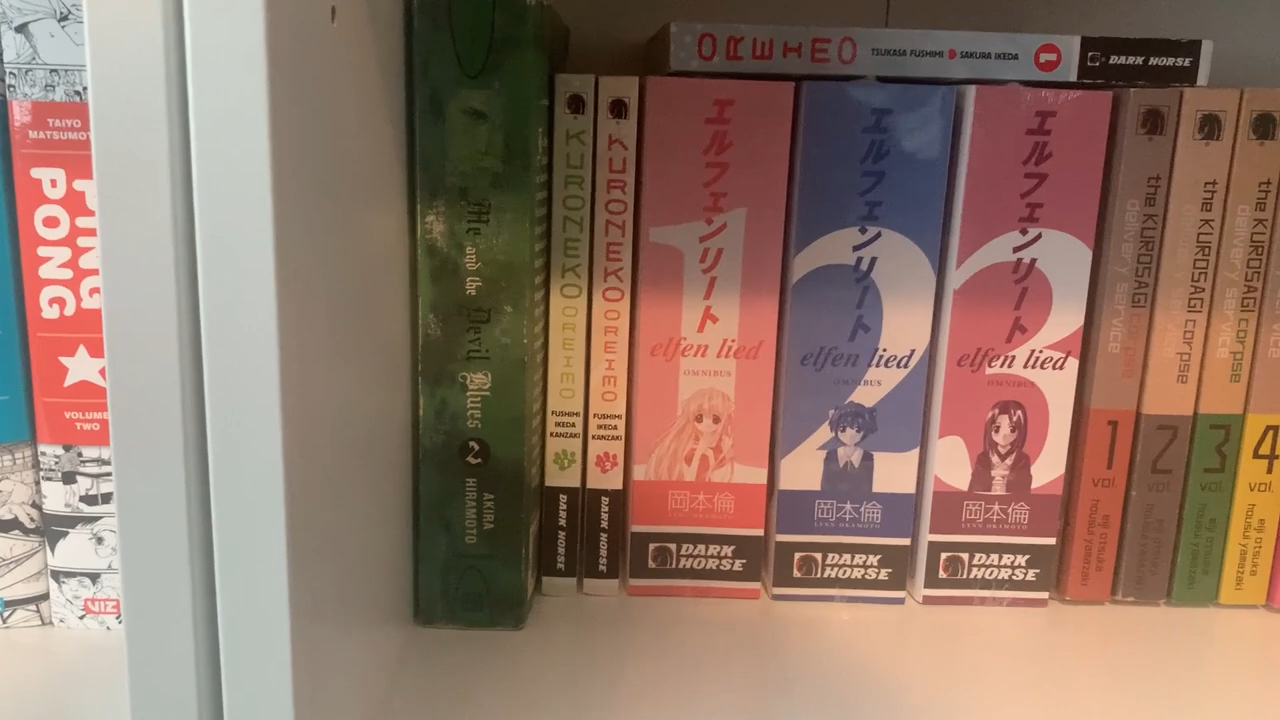 TAIYO
MATSUMOTO
PING
PONG
VOLUME
TWO
VIZ
Me and the Devil Blues 2
AKIRA
HIRAMOTO
KURONEKO OREIMO
FUSHIMI
IKEDA
KANZAKI
1
DARK HORSE
KURONEKO OREIMO
FUSHIMI
IKEDA
KANZAKI
2
DARK HORSE
OREIMO TSUKASA FUSHIMI SAKURA IKEDA 1 DARK HORSE
エルフェンリート
1
elfen lied
OMNIBUS
岡本倫
LYNN OKAMOTO
DARK
HORSE
エルフェンリート
2
elfen lied
OMNIBUS
岡本倫
LYNN OKAMOTO
DARK
HORSE
エルフェンリート
3
elfen lied
OMNIBUS
岡本倫
LYNN OKAMOTO
DARK
HORSE
the KUROSAGI corpse
delivery service
1
vol.
eiji otsuka
housui yamazaki
the KUROSAGI corpse
delivery service
2
vol.
eiji otsuka
housui yamazaki
the KUROSAGI corpse
delivery service
3
vol.
eiji otsuka
housui yamazaki
the KUROSAGI corpse
delivery service
4
vol.
eiji otsuka
housui yamazaki